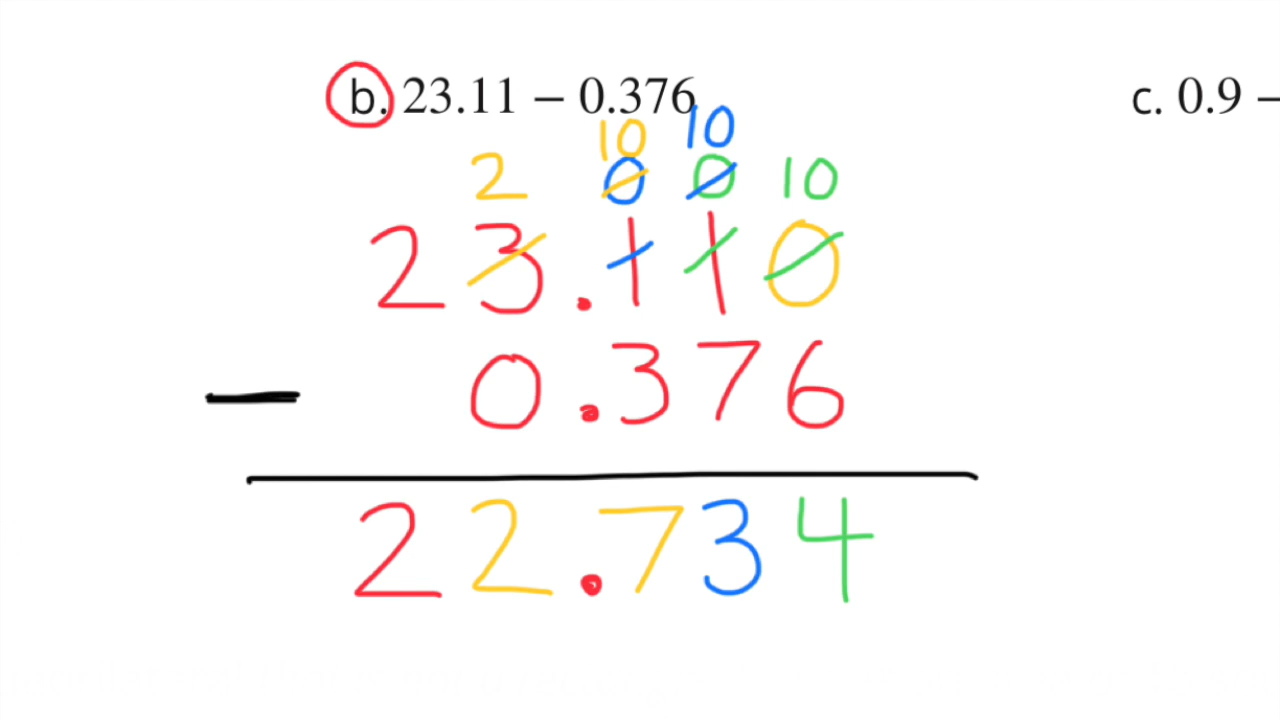 b. 23.11 – 0.376 c. 0.9 –
10 10
2 0 0 10
23.110
– 0.376
22.734